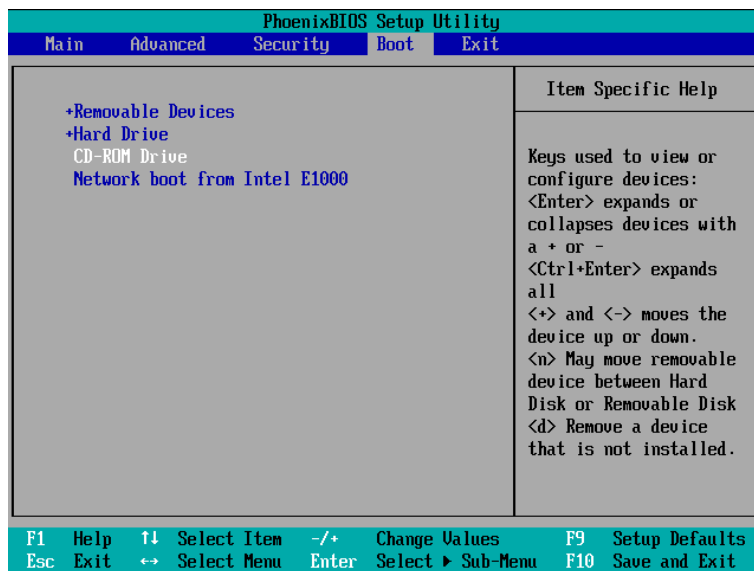 PhoenixBIOS Setup Utility
Main Advanced Security Boot Exit
+Removable Devices
+Hard Drive
CD-ROM Drive
Network boot from Intel E1000
Item Specific Help
Keys used to view or
configure devices:
<Enter> expands or
collapses devices with
a + or -
<Ctrl+Enter> expands
all
<+> and <-> moves the
device up or down.
<n> May move removable
device between Hard
Disk or Removable Disk
<d> Remove a device
that is not installed.
F1 Help ↑↓ Select Item -/+ Change Values F9 Setup Defaults
Esc Exit ↔ Select Menu Enter Select ▶ Sub-Menu F10 Save and Exit